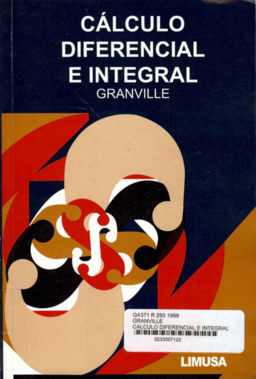 CÁLCULO
DIFERENCIAL
E INTEGRAL
GRANVILLE
QA371 R 293 1998
GRANVILLE
CALCULO DIFERENCIAL E INTEGRAL
0233007122
LIMUSA